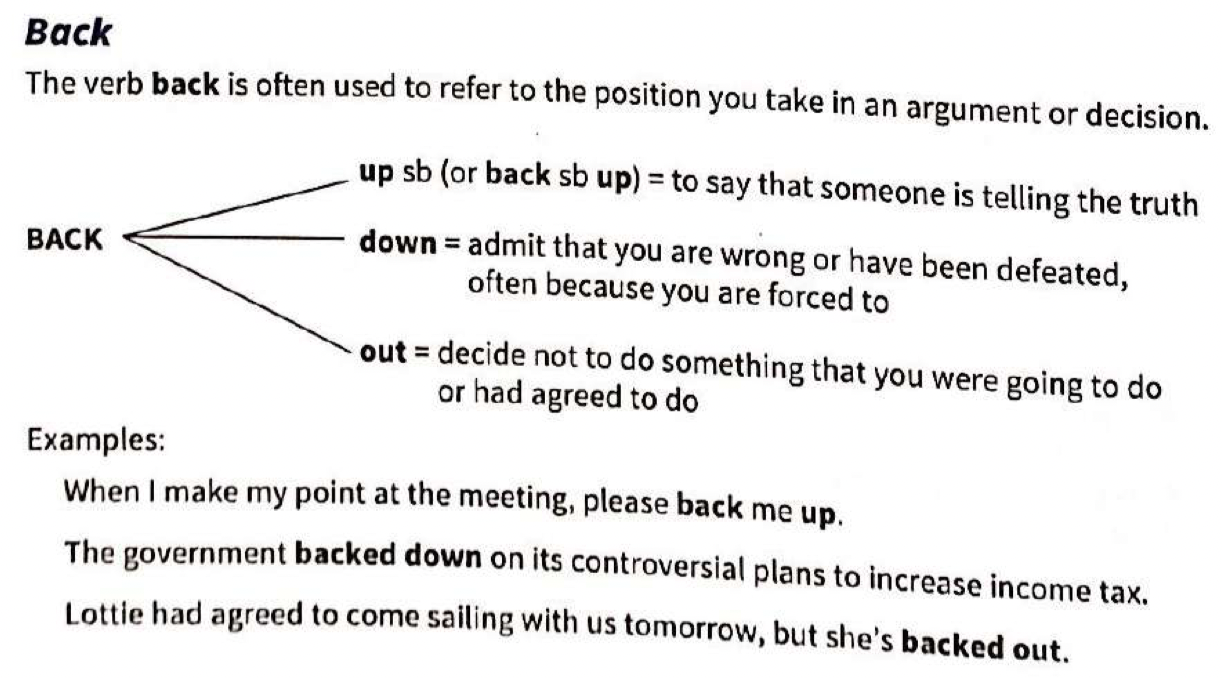 Back
The verb back is often used to refer to the position you take in an argument or decision.
up sb (or back sb up) = to say that someone is telling the truth
BACK
down = admit that you are wrong or have been defeated,
often because you are forced to
out = decide not to do something that you were going to do
or had agreed to do
Examples:
When I make my point at the meeting, please back me up.
The government backed down on its controversial plans to increase income tax.
Lottie had agreed to come sailing with us tomorrow, but she's backed out.